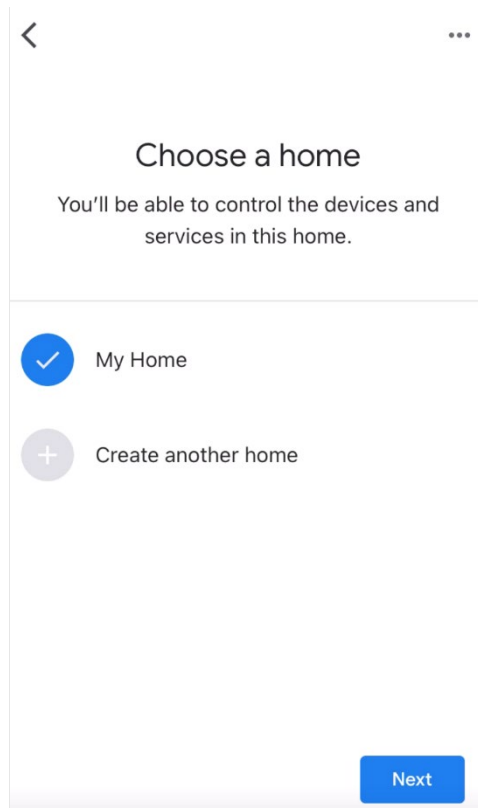 Choose a home
You'll be able to control the devices and
services in this home.
My Home
Create another home
Next